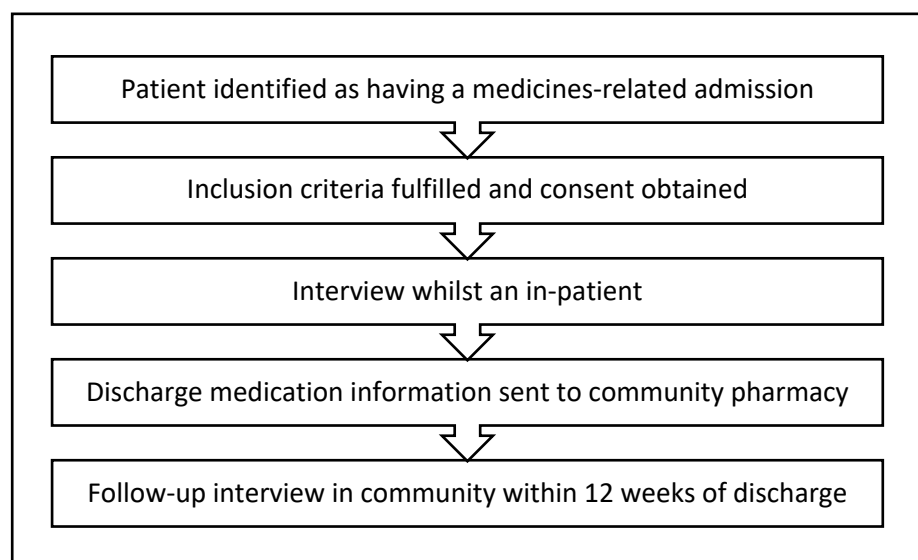 Patient identified as having a medicines-related admission
Inclusion criteria fulfilled and consent obtained
Interview whilst an in-patient
Discharge medication information sent to community pharmacy
Follow-up interview in community within 12 weeks of discharge